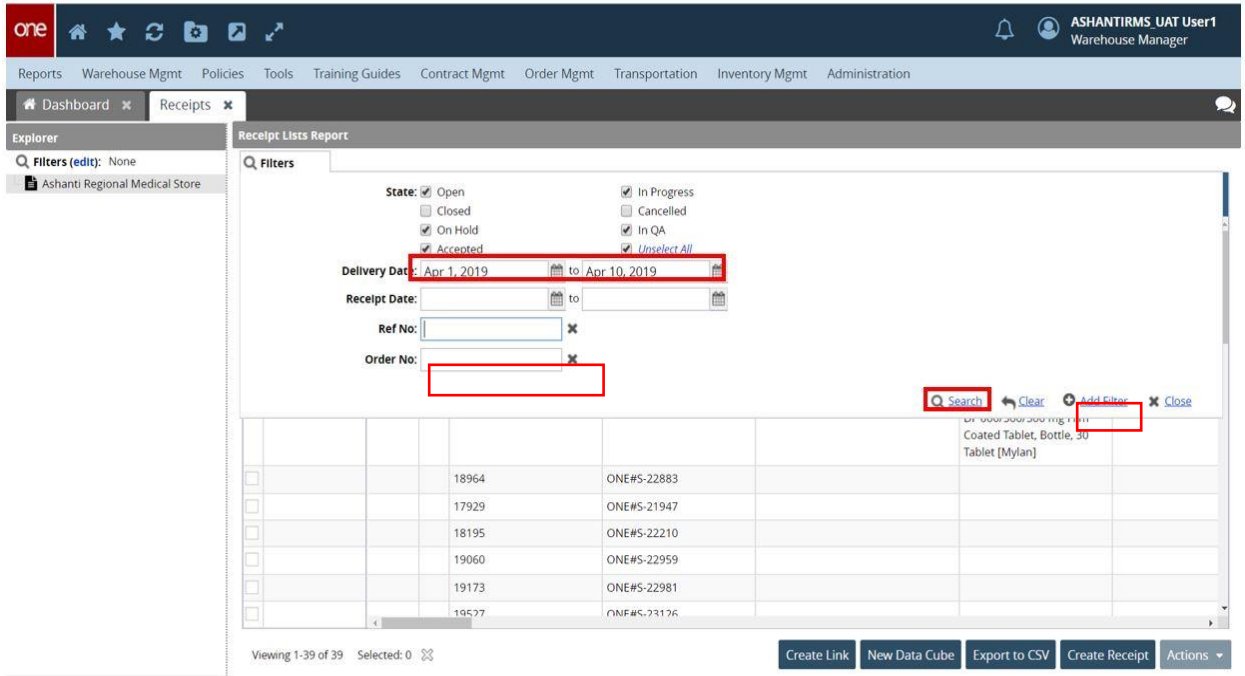 one
ASHANTIRMS_UAT User1
Warehouse Manager
Reports Warehouse Mgmt Policies Tools Training Guides Contract Mgmt Order Mgmt Transportation Inventory Mgmt Administration
Dashboard Receipts
Explorer
Receipt Lists Report
Filters (edit): None
Filters
Ashanti Regional Medical Store
State: Open In Progress
Closed Cancelled
On Hold In QA
Accepted Unselect All
Delivery Date: Apr 1, 2019 to Apr 10, 2019
Receipt Date: to
Ref No:
Order No:
Search Clear Add Filter Close
Coated Tablet, Bottle, 30
Tablet [Mylan]
18964 ONE#S-22883
17929 ONE#S-21947
18195 ONE#S-22210
19060 ONE#S-22959
19173 ONE#S-22981
19527 ONE#S-23126
Viewing 1-39 of 39 Selected: 0
Create Link New Data Cube Export to CSV Create Receipt Actions